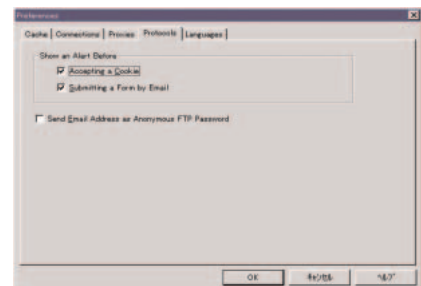 Preferences
Cache Connections Proxies Protocols Languages
Show an Alert Before
Accepting a Cookie
Submitting a Form by Email
Send Email Address as Anonymous FTP Password
OK キャンセル ヘルプ